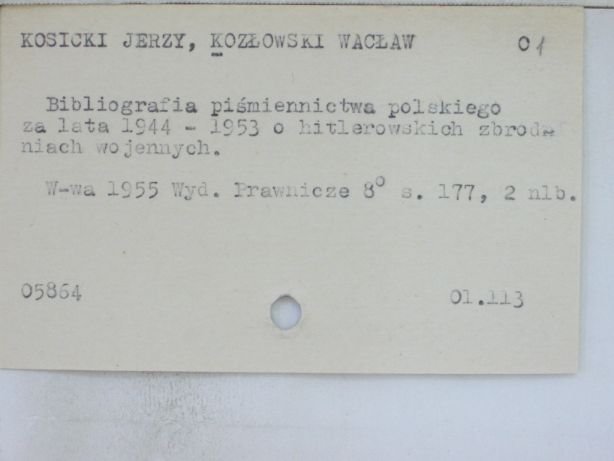 KOSICKI JERZY, KOZŁOWSKI WACŁAW 01
Bibliografia piśmiennictwa polskiego
za lata 1944 - 1953 o hitlerowskich zbrod-
niach wojennych.
W-wa 1955 Wyd. Prawnicze 8° s. 177, 2 nlb.
05864 01.113